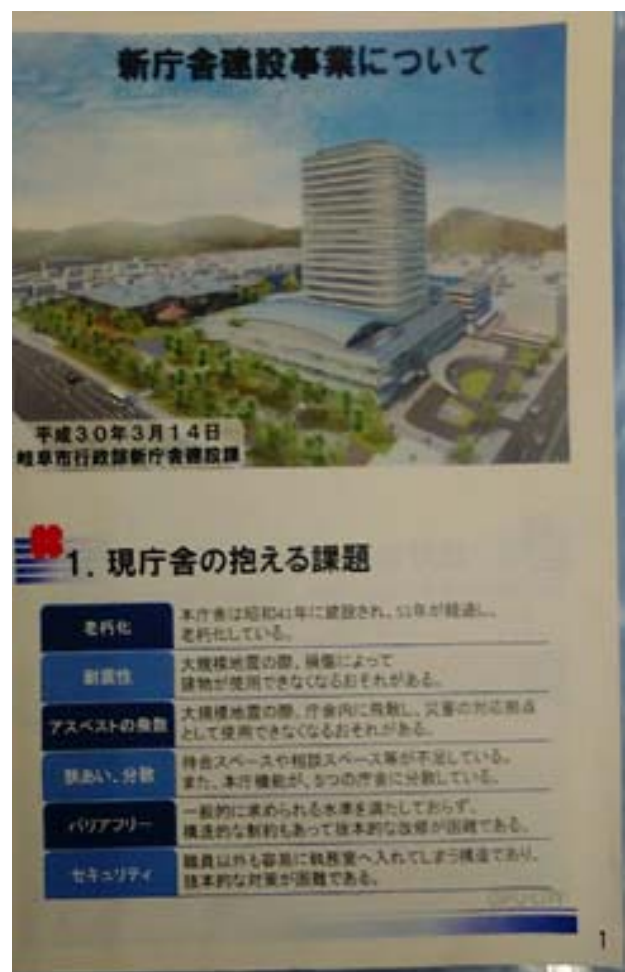 新庁舎建設事業について
平成30年3月14日
岐阜市行政部新庁舎建設課
1. 現庁舎の抱える課題
老朽化
本庁舎は昭和41年に建設され、51年が経過し、
老朽化している。
耐震性
大規模地震の際、損傷によって
建物が使用できなくなるおそれがある。
アスベストの飛散
大規模地震の際、庁舎内に飛散し、災害の対応拠点
として使用できなくなるおそれがある。
狭あい、分散
待合スペースや相談スペース等が不足している。
また、本庁機能が、5つの庁舎に分散している。
バリアフリー
一般的に求められる水準を満たしておらず、
構造的な制約もあって抜本的な改修が困難である。
セキュリティ
職員以外も容易に執務室へ入れてしまう構造であり、
抜本的な対策が困難である。
1